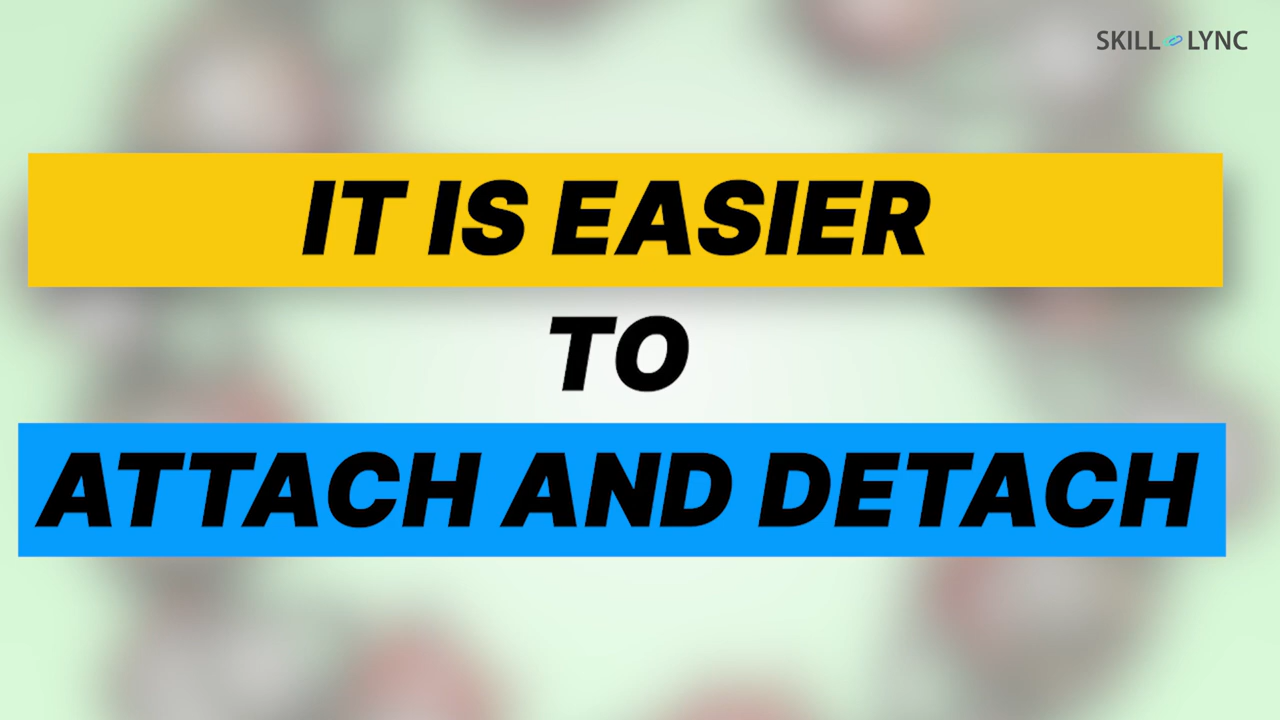 SKILL LYNC
IT IS EASIER
TO
ATTACH AND DETACH